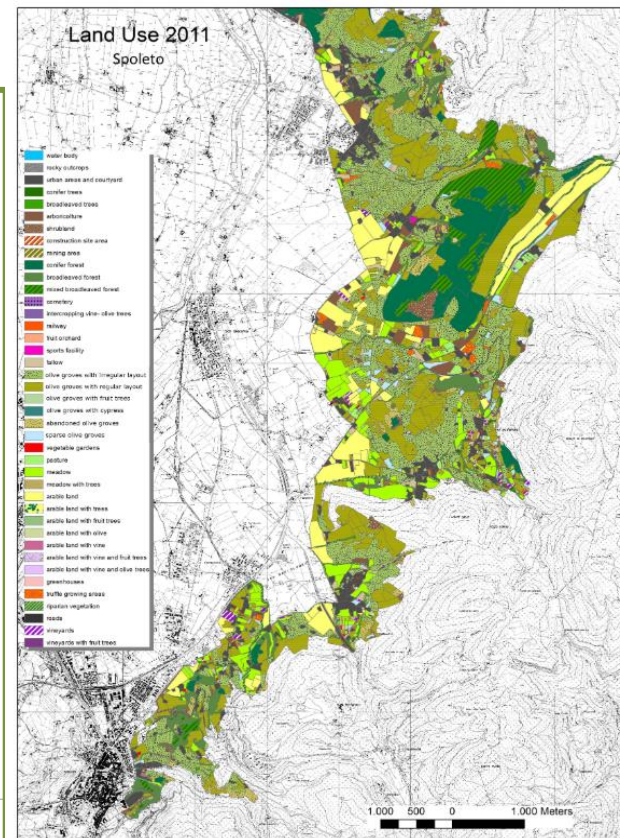 Land Use 2011
Spoleto
water body
rocky outcrops
urban areas and courtyard
conifer trees
broadleaved trees
arboriculture
shrubland
construction site area
mining area
conifer forest
broadleaved forest
mixed broadleaved forest
cemetery
intercropping vine- olive trees
railway
fruit orchard
sports facility
fallow
olive groves with irregular layout
olive groves with regular layout
olive groves with fruit trees
olive groves with cypress
abandoned olive groves
sparse olive groves
vegetable gardens
pasture
meadow
meadow with trees
arable land
arable land with trees
arable land with fruit trees
arable land with olive
arable land with vine
arable land with vine and fruit trees
arable land with vine and olive trees
greenhouses
truffle growing areas
riparian vegetation
roads
vineyards
vineyards with fruit trees
1.000 500 0 1.000 Meters